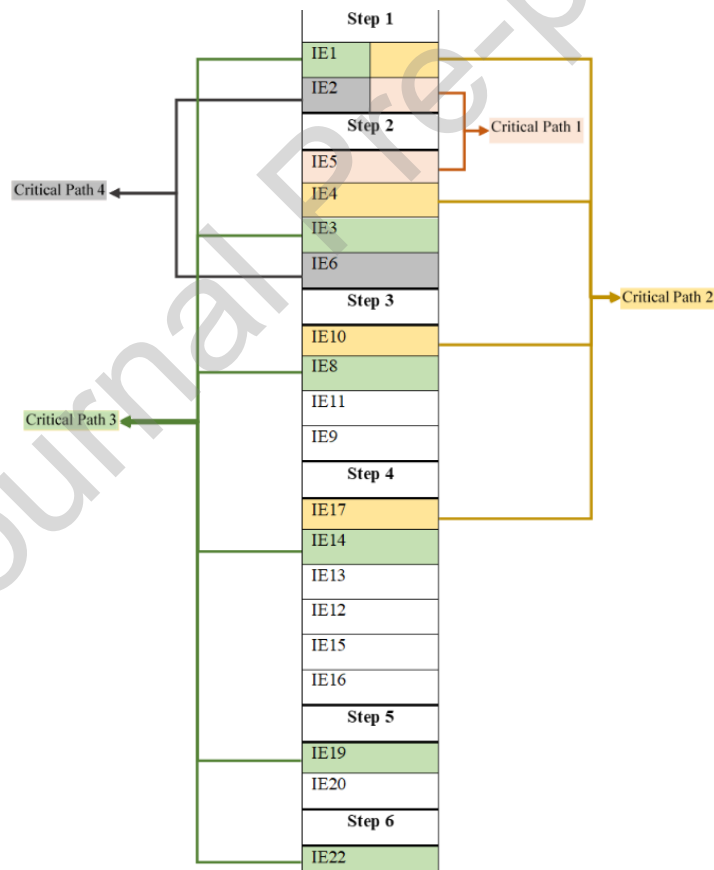 Step 1
IE1
IE2
Step 2
Critical Path 1
IE5
Critical Path 4
IE4
IE3
IE6
Step 3
Critical Path 2
IE10
IE8
IE11
Critical Path 3
IE9
Step 4
IE17
IE14
IE13
IE12
IE15
IE16
Step 5
IE19
IE20
Step 6
IE22
Journal Pre-p